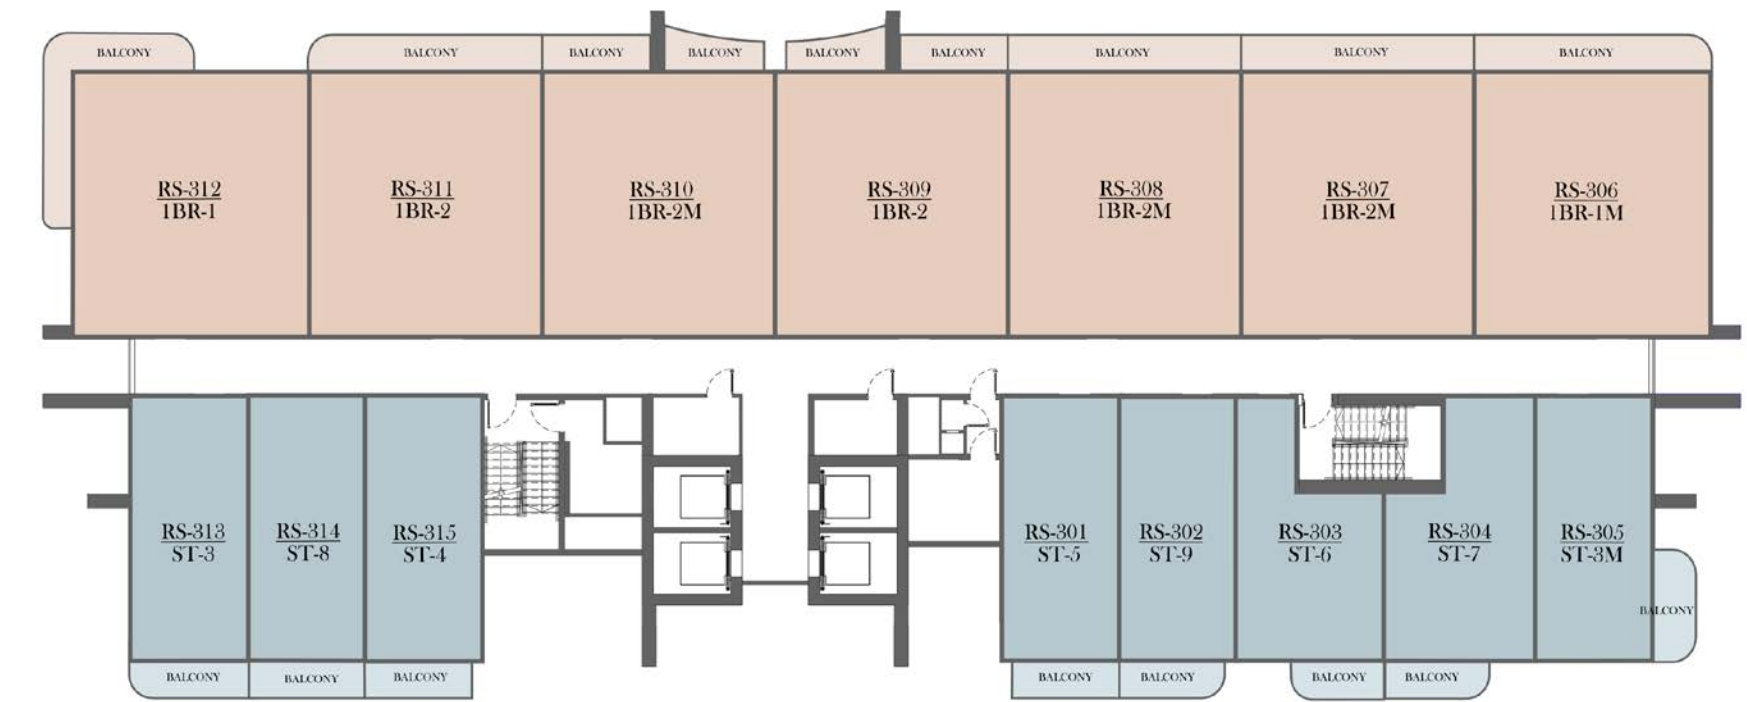 BALCONY
BALCONY
BALCONY
BALCONY
BALCONY
BALCONY
BALCONY
BALCONY
BALCONY
RS-312
1BR-1
RS-311
1BR-2
RS-310
1BR-2M
RS-309
1BR-2
RS-308
1BR-2M
RS-307
1BR-2M
RS-306
1BR-1M
RS-313
ST-3
RS-314
ST-8
RS-315
ST-4
RS-301
ST-5
RS-302
ST-9
RS-303
ST-6
RS-304
ST-7
RS-305
ST-3M
BALCONY
BALCONY
BALCONY
BALCONY
BALCONY
BALCONY
BALCONY
BALCONY